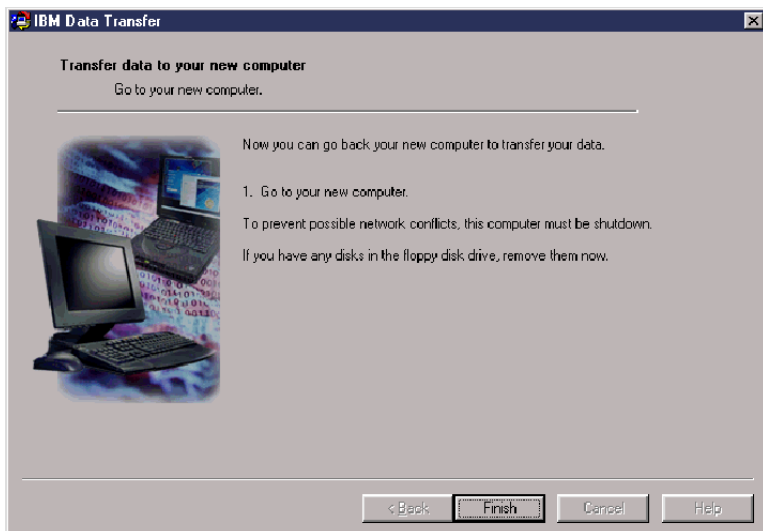 IBM Data Transfer
Transfer data to your new computer
Go to your new computer.
Now you can go back your new computer to transfer your data.
1. Go to your new computer.
To prevent possible network conflicts, this computer must be shutdown.
If you have any disks in the floppy disk drive, remove them now.
< Back
Finish
Cancel
Help